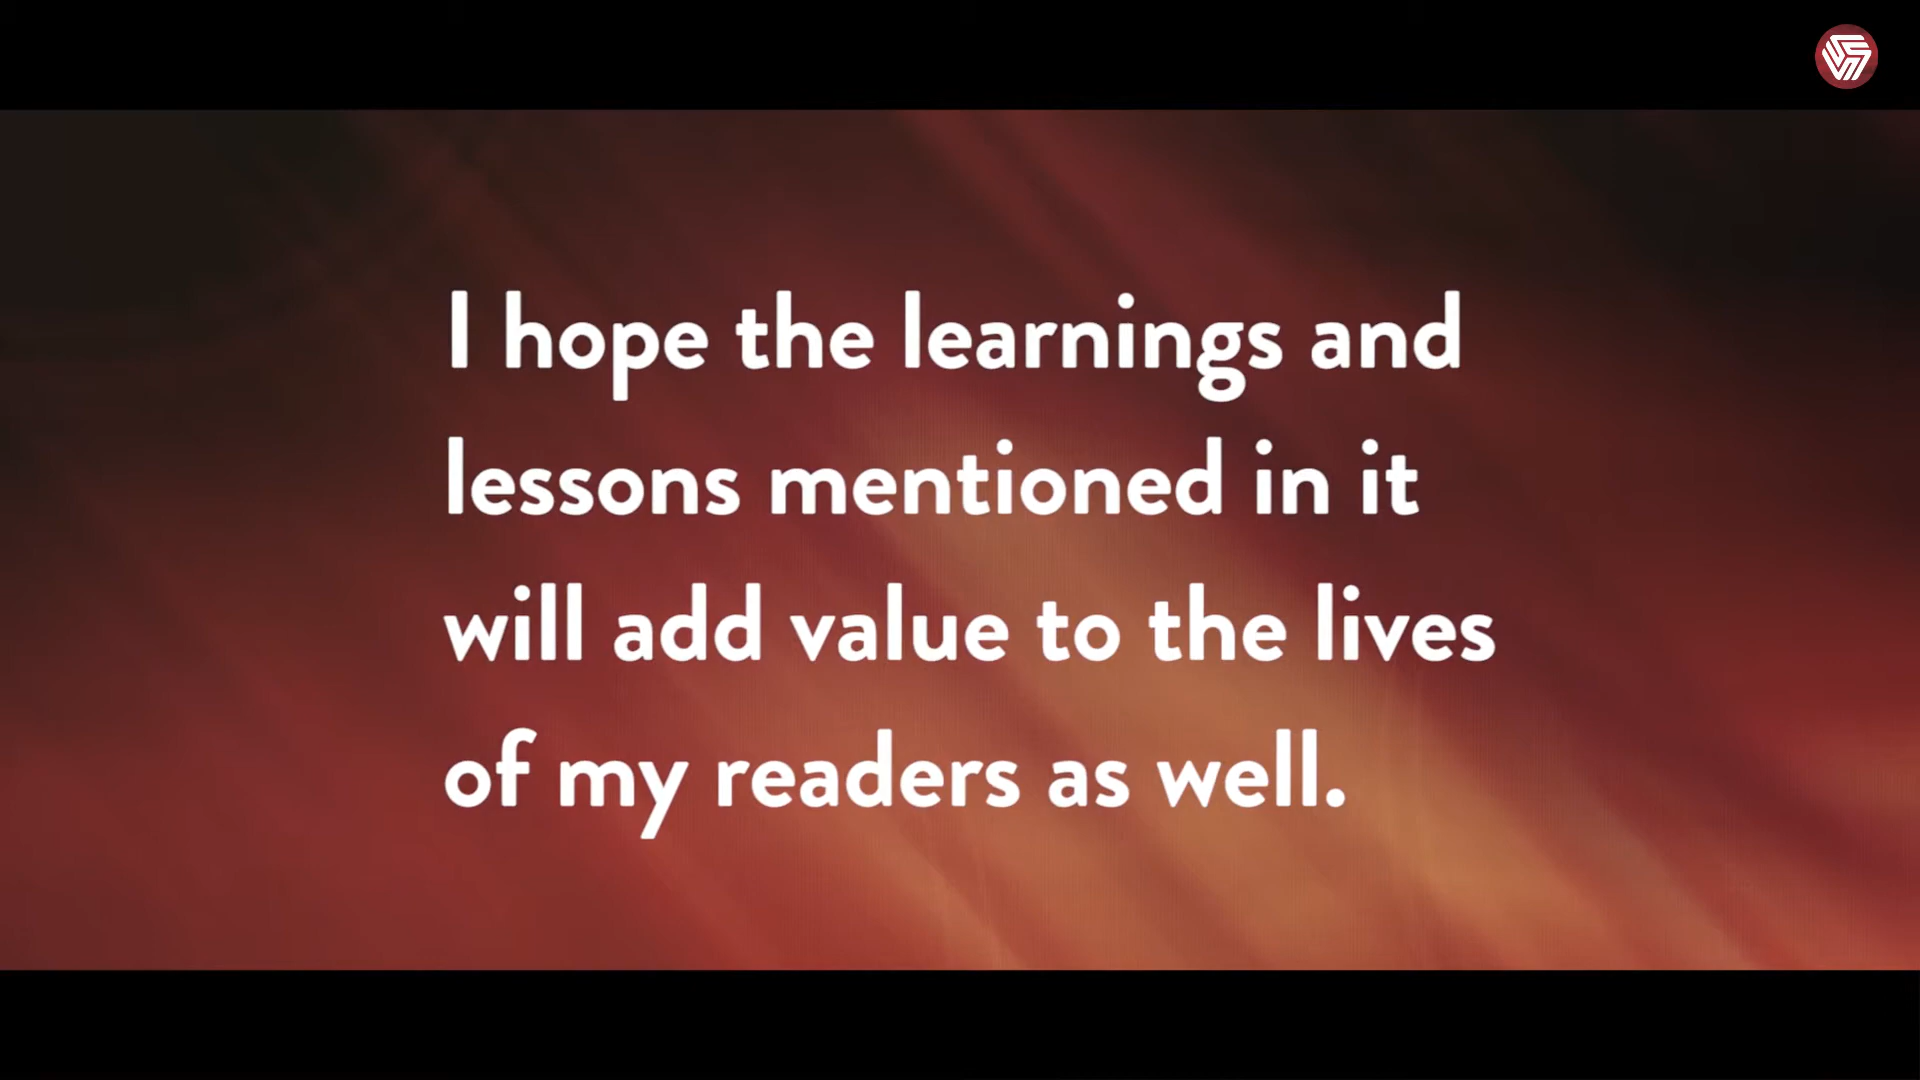 I hope the learnings and
lessons mentioned in it
will add value to the lives
of my readers as well.